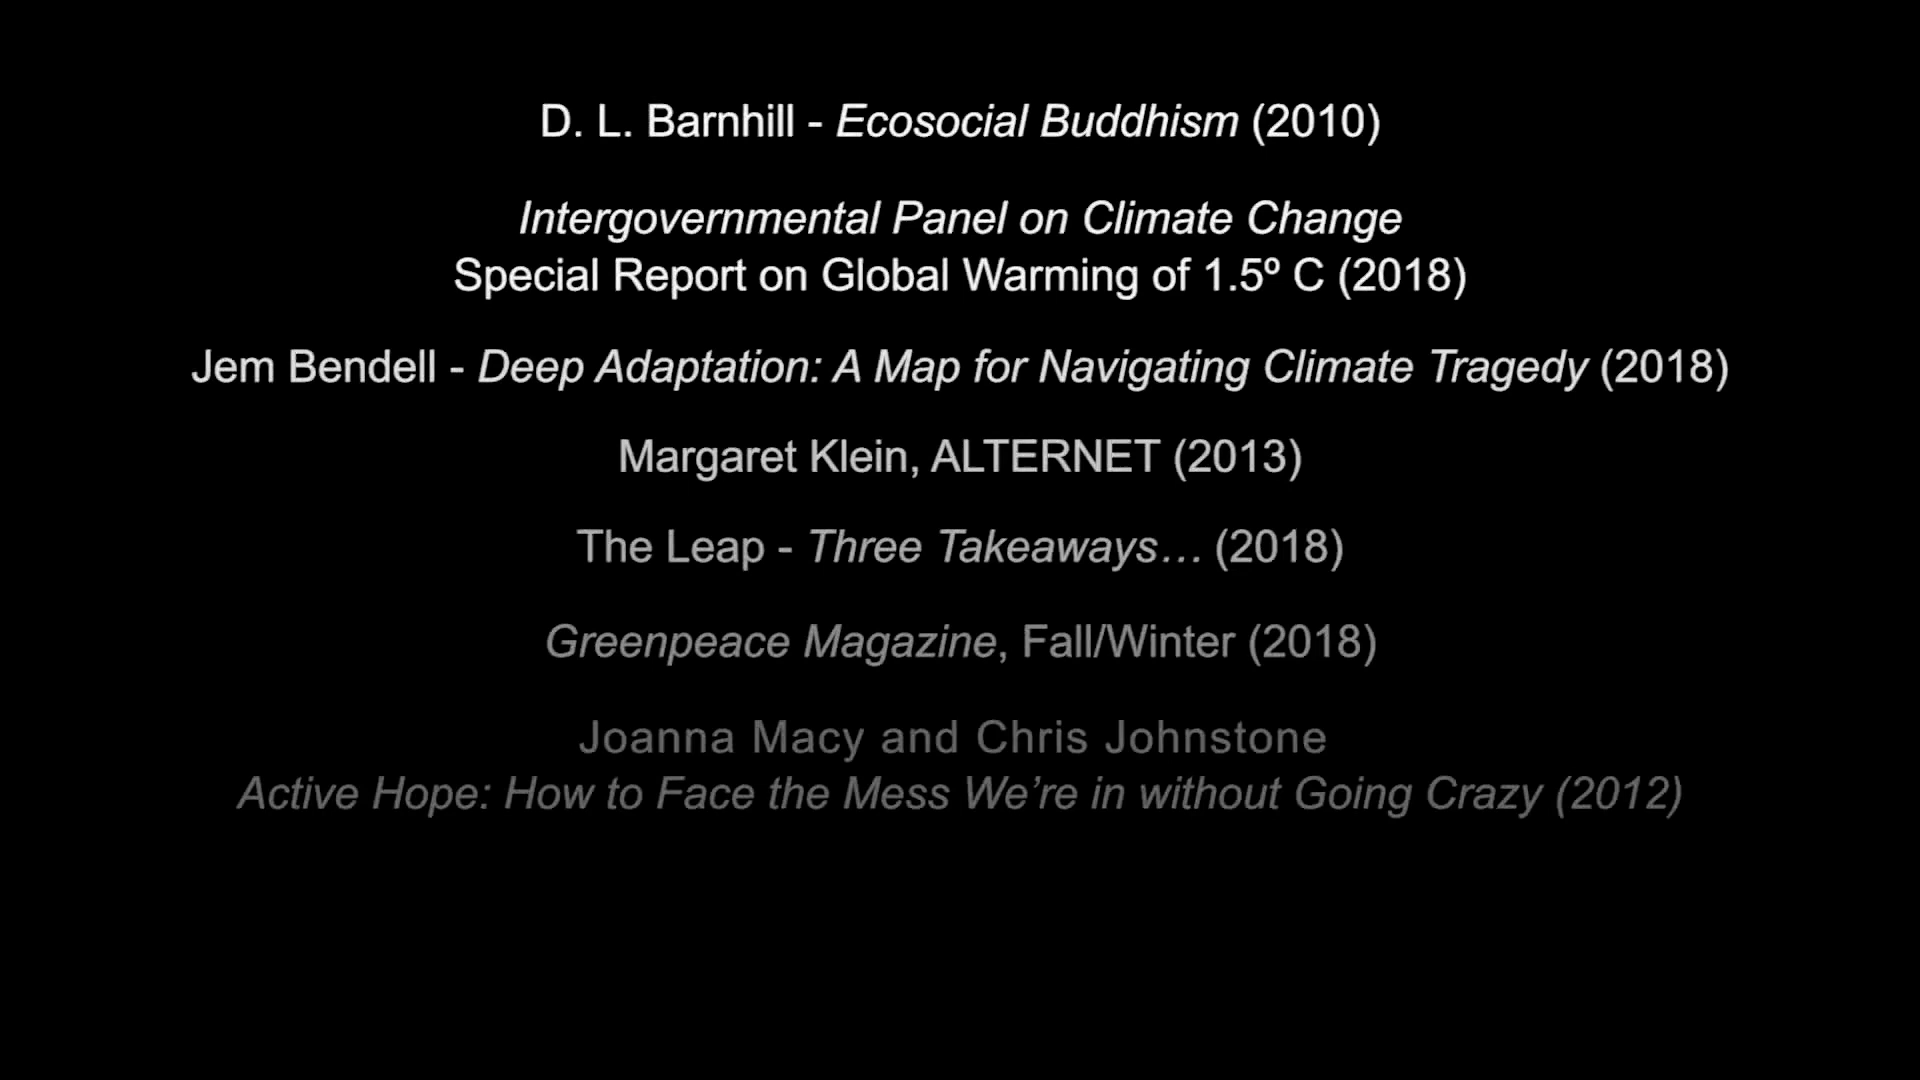 D. L. Barnhill - Ecosocial Buddhism (2010)
Intergovernmental Panel on Climate Change
Special Report on Global Warming of 1.5º C (2018)
Jem Bendell - Deep Adaptation: A Map for Navigating Climate Tragedy (2018)
Margaret Klein, ALTERNET (2013)
The Leap - Three Takeaways… (2018)
Greenpeace Magazine, Fall/Winter (2018)
Joanna Macy and Chris Johnstone
Active Hope: How to Face the Mess We’re in without Going Crazy (2012)